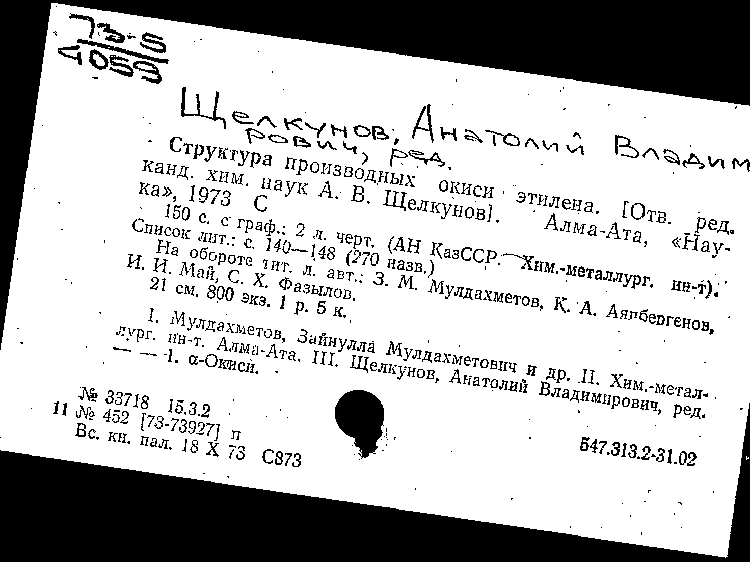 73-5
4059
Щелкунов, Анатолий Владим
рович, ред.
Структура производных окиси этилена. [Отв. ред.
канд. хим. наук А. В. Щелкунов]. Алма-Ата, «Нау-
ка», 1973 С
150 с. с граф.; 2 л. черт. (АН КазССР. Хим.-металлург. ин-т).
Список лит.: с. 140—148 (270 назв.)
На обороте тит. л. авт.: З. М. Мулдахметов, К. А. Аяпбергенов,
И. И. Май, С. Х. Фазылов.
21 см. 800 экз. 1 р. 5 к.
I. Мулдахметов, Зайнулла Мулдахметович и др. II. Хим.-метал-
лург. ин-т. Алма-Ата. III. Щелкунов, Анатолий Владимирович, ред.
— — 1. α-Окиси.
№ 33718 15.3.2
11 № 452 [73-73927] п
Вс. кн. пал. 18 X 73 С873
547.313.2-31.02